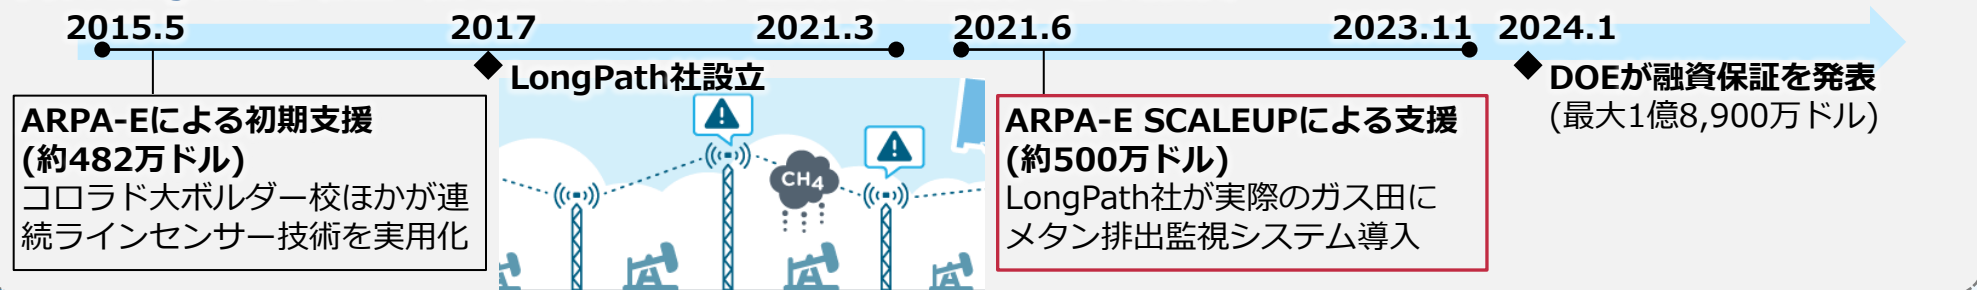 2015.5
2017
2021.3
2021.6
2023.11
2024.1
LongPath社設立
DOEが融資保証を発表
(最大1億8,900万ドル)
ARPA-Eによる初期支援
(約482万ドル)
コロラド大ボルダー校ほかが連
続ラインセンサー技術を実用化
CH4
ARPA-E SCALEUPによる支援
(約500万ドル)
LongPath社が実際のガス田に
メタン排出監視システム導入